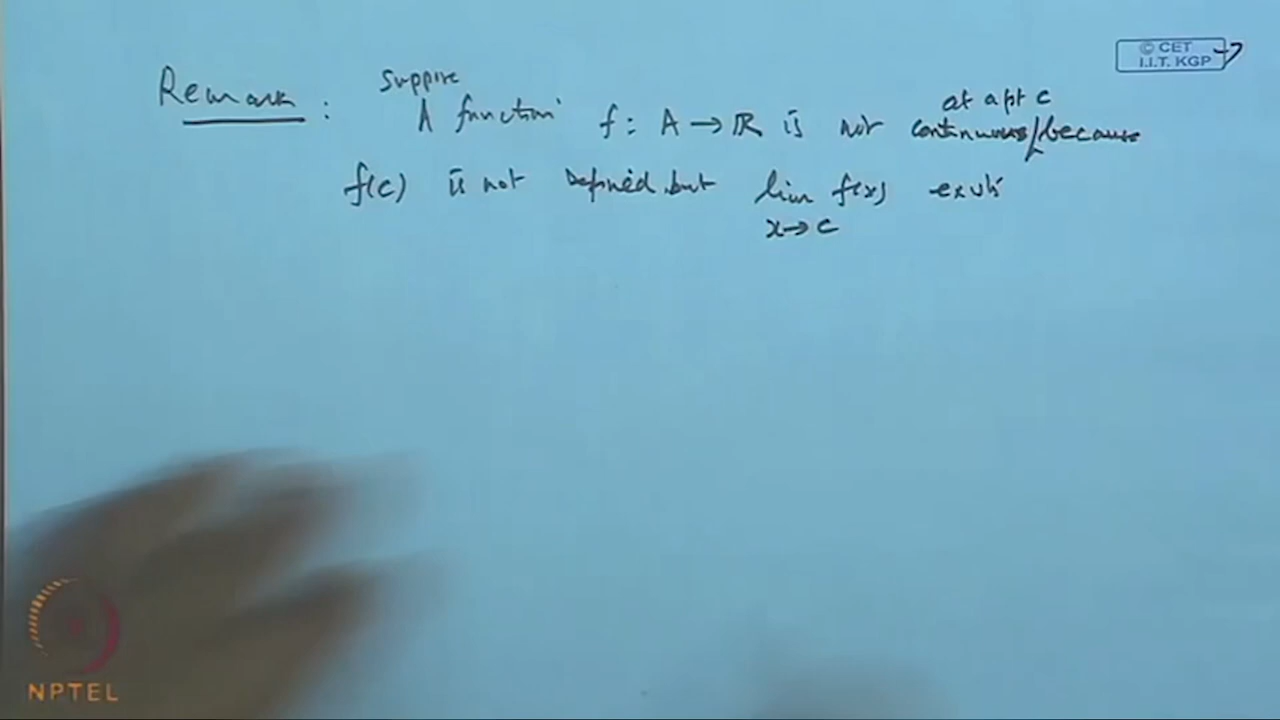 © CET
I.I.T. KGP
Suppose
Remark : A function f: A → ℝ is not continuous/because
at a pt c
f(c) is not Defined but lim f(x) exists
x→c
NPTEL